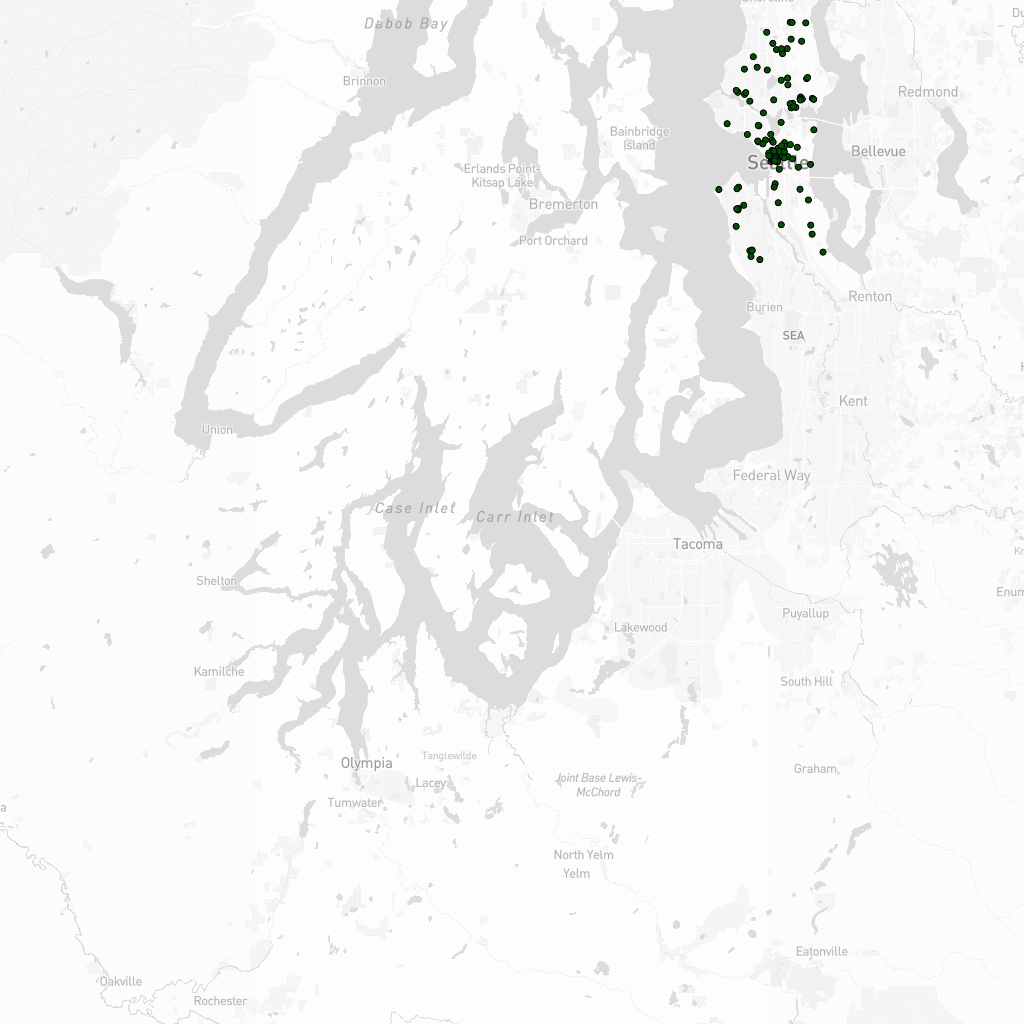 Shoreline
Dabob Bay
Brinnon
Redmond
Bainbridge
Island
Bellevue
Seattle
Erlands Point-
Kitsap Lake
Bremerton
Port Orchard
Renton
Burien
SEA
Kent
Union
Federal Way
Case Inlet
Carr Inlet
Tacoma
Shelton
Puyallup
Lakewood
Kamilche
South Hill
Tanglewilde
Olympia
Graham
Lacey
Joint Base Lewis-
McChord
Tumwater
North Yelm
Yelm
Eatonville
Oakville
Rochester